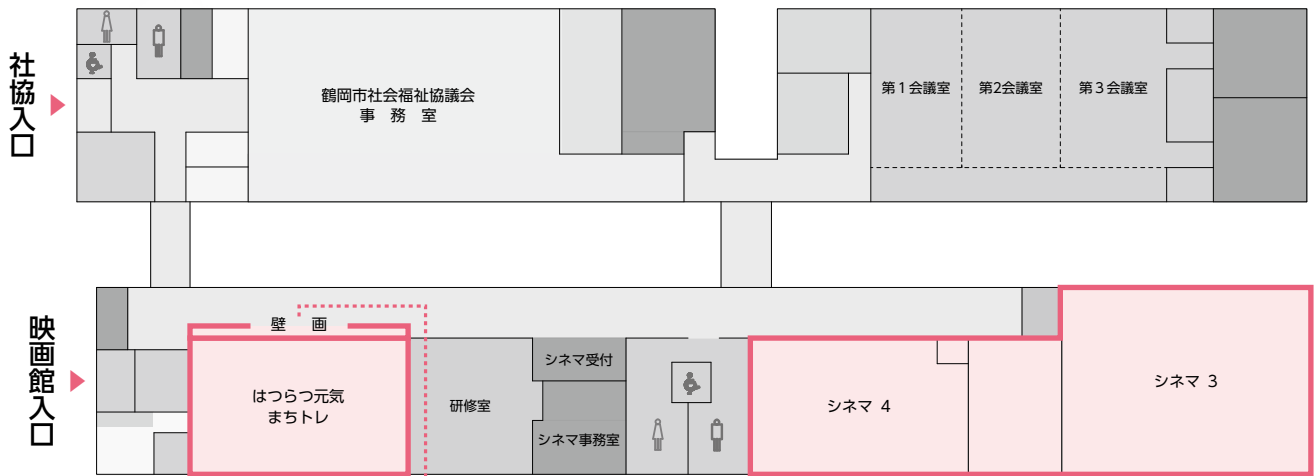 社協入口
鶴岡市社会福祉協議会
事 務 室
第1会議室
第2会議室
第3会議室
映画館入口
壁 画
はつらつ元気
まちトレ
研修室
シネマ受付
シネマ事務室
シネマ 4
シネマ 3